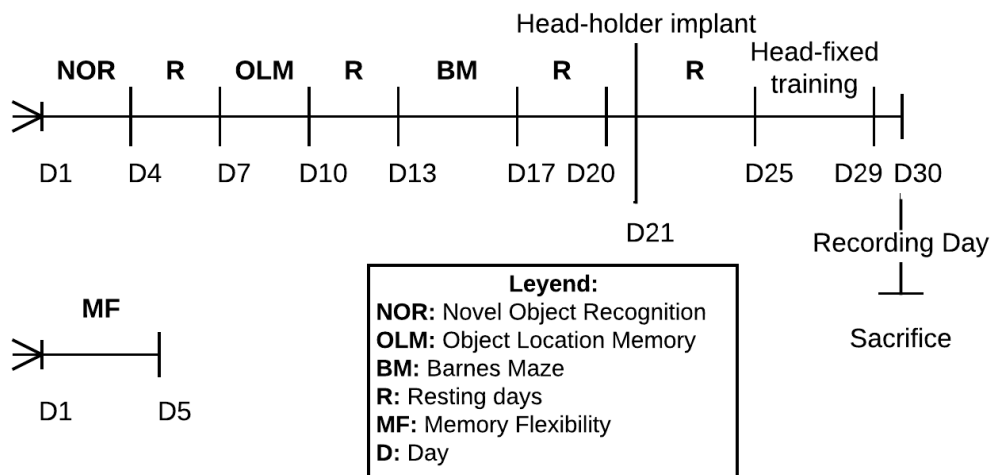 Head-holder implant
NOR R OLM R BM R R Head-fixed
training
D1 D4 D7 D10 D13 D17 D20 D25 D29 D30
D21
Recording Day
Sacrifice
MF
D1 D5
Leyend:
NOR: Novel Object Recognition
OLM: Object Location Memory
BM: Barnes Maze
R: Resting days
MF: Memory Flexibility
D: Day